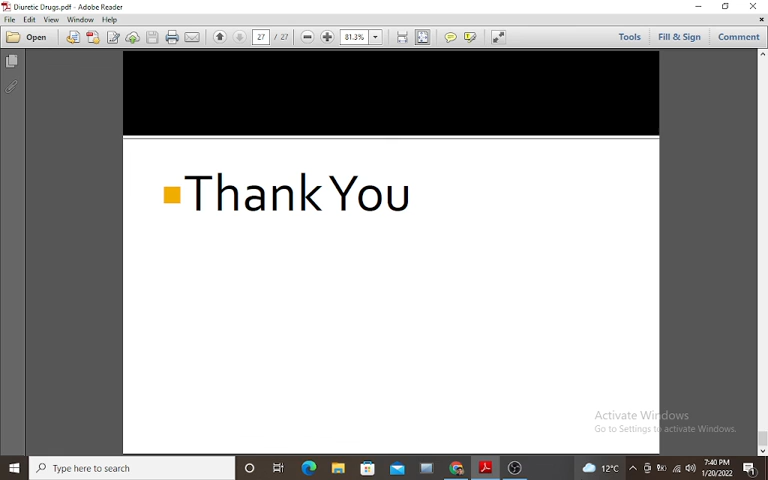 Diuretic Drugs.pdf - Adobe Reader
File Edit View Window Help
Open 27 / 27 81.3% Tools Fill & Sign Comment
Thank You
Activate Windows
Go to Settings to activate Windows.
Type here to search
12°C
7:40 PM
1/20/2022